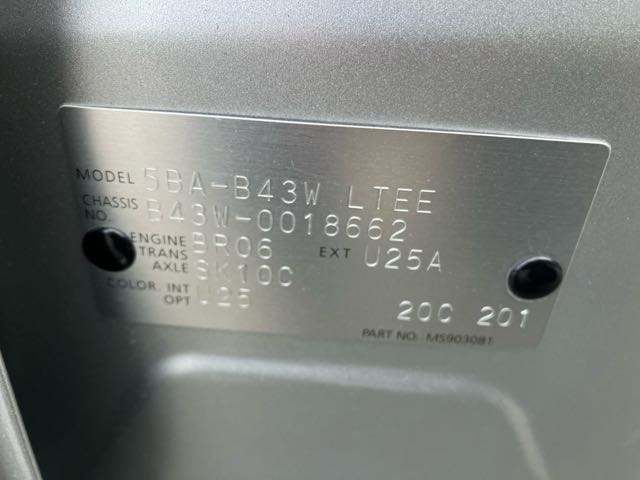 MODEL 5BA-B43W LTEE
CHASSIS NO. B43W-0018662
ENGINE BR06 EXT U25A
TRANS AXLE SK10C
COLOR. INT OPT U25
20C 201
PART NO. MS903081